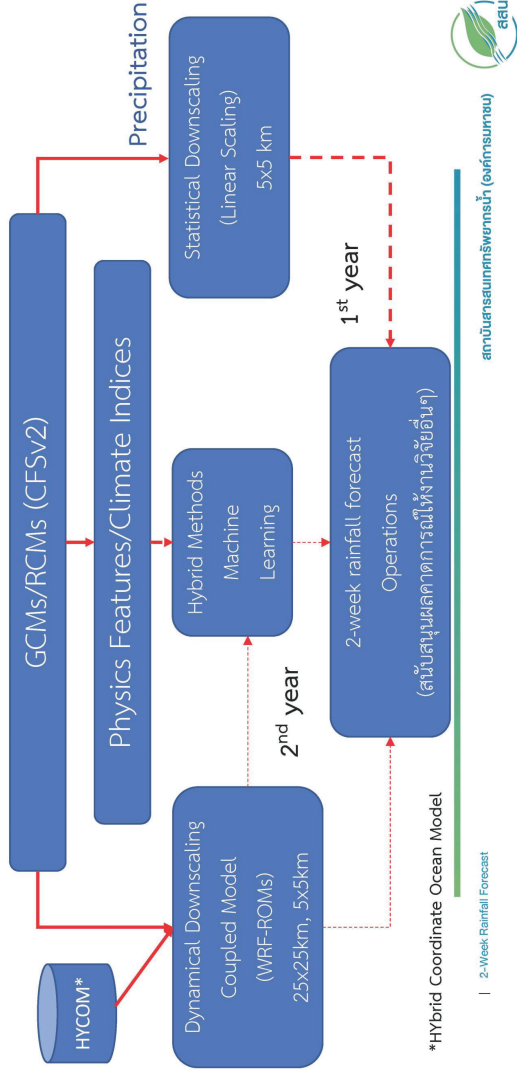 GCMs/RCMs (CFSv2)
Physics Features/Climate Indices
Precipitation
HYCOM*
Dynamical Downscaling
Coupled Model
(WRF-ROMs)
25x25km, 5x5km
Hybrid Methods
Machine
Learning
Statistical Downscaling
(Linear Scaling)
5x5 km
2nd year
1st year
2-week rainfall forecast
Operations
(สนับสนุนผลคาดการณ์ให้งานวิจัยอื่นๆ)
*HYbrid Coordinate Ocean Model
| 2-Week Rainfall Forecast
สถาบันสารสนเทศทรัพยากรน้ำ (องค์การมหาชน)
สสน